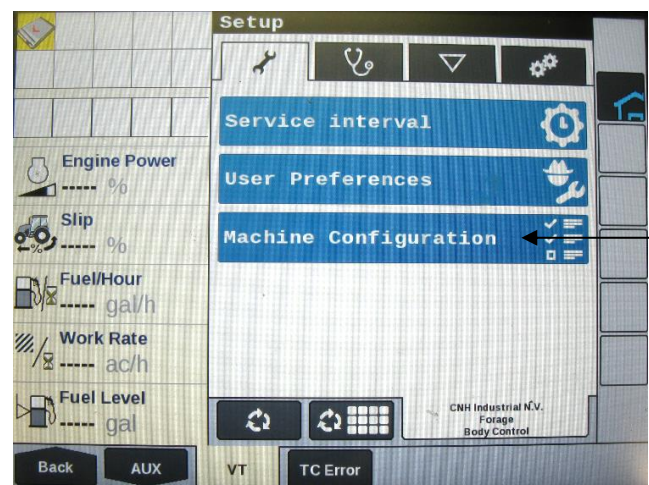 Setup
Service interval
User Preferences
Machine Configuration
Engine Power
----- %
Slip
----- %
Fuel/Hour
----- gal/h
Work Rate
----- ac/h
Fuel Level
----- gal
CNH Industrial N.V.
Forage
Body Control
Back
AUX
VT
TC Error